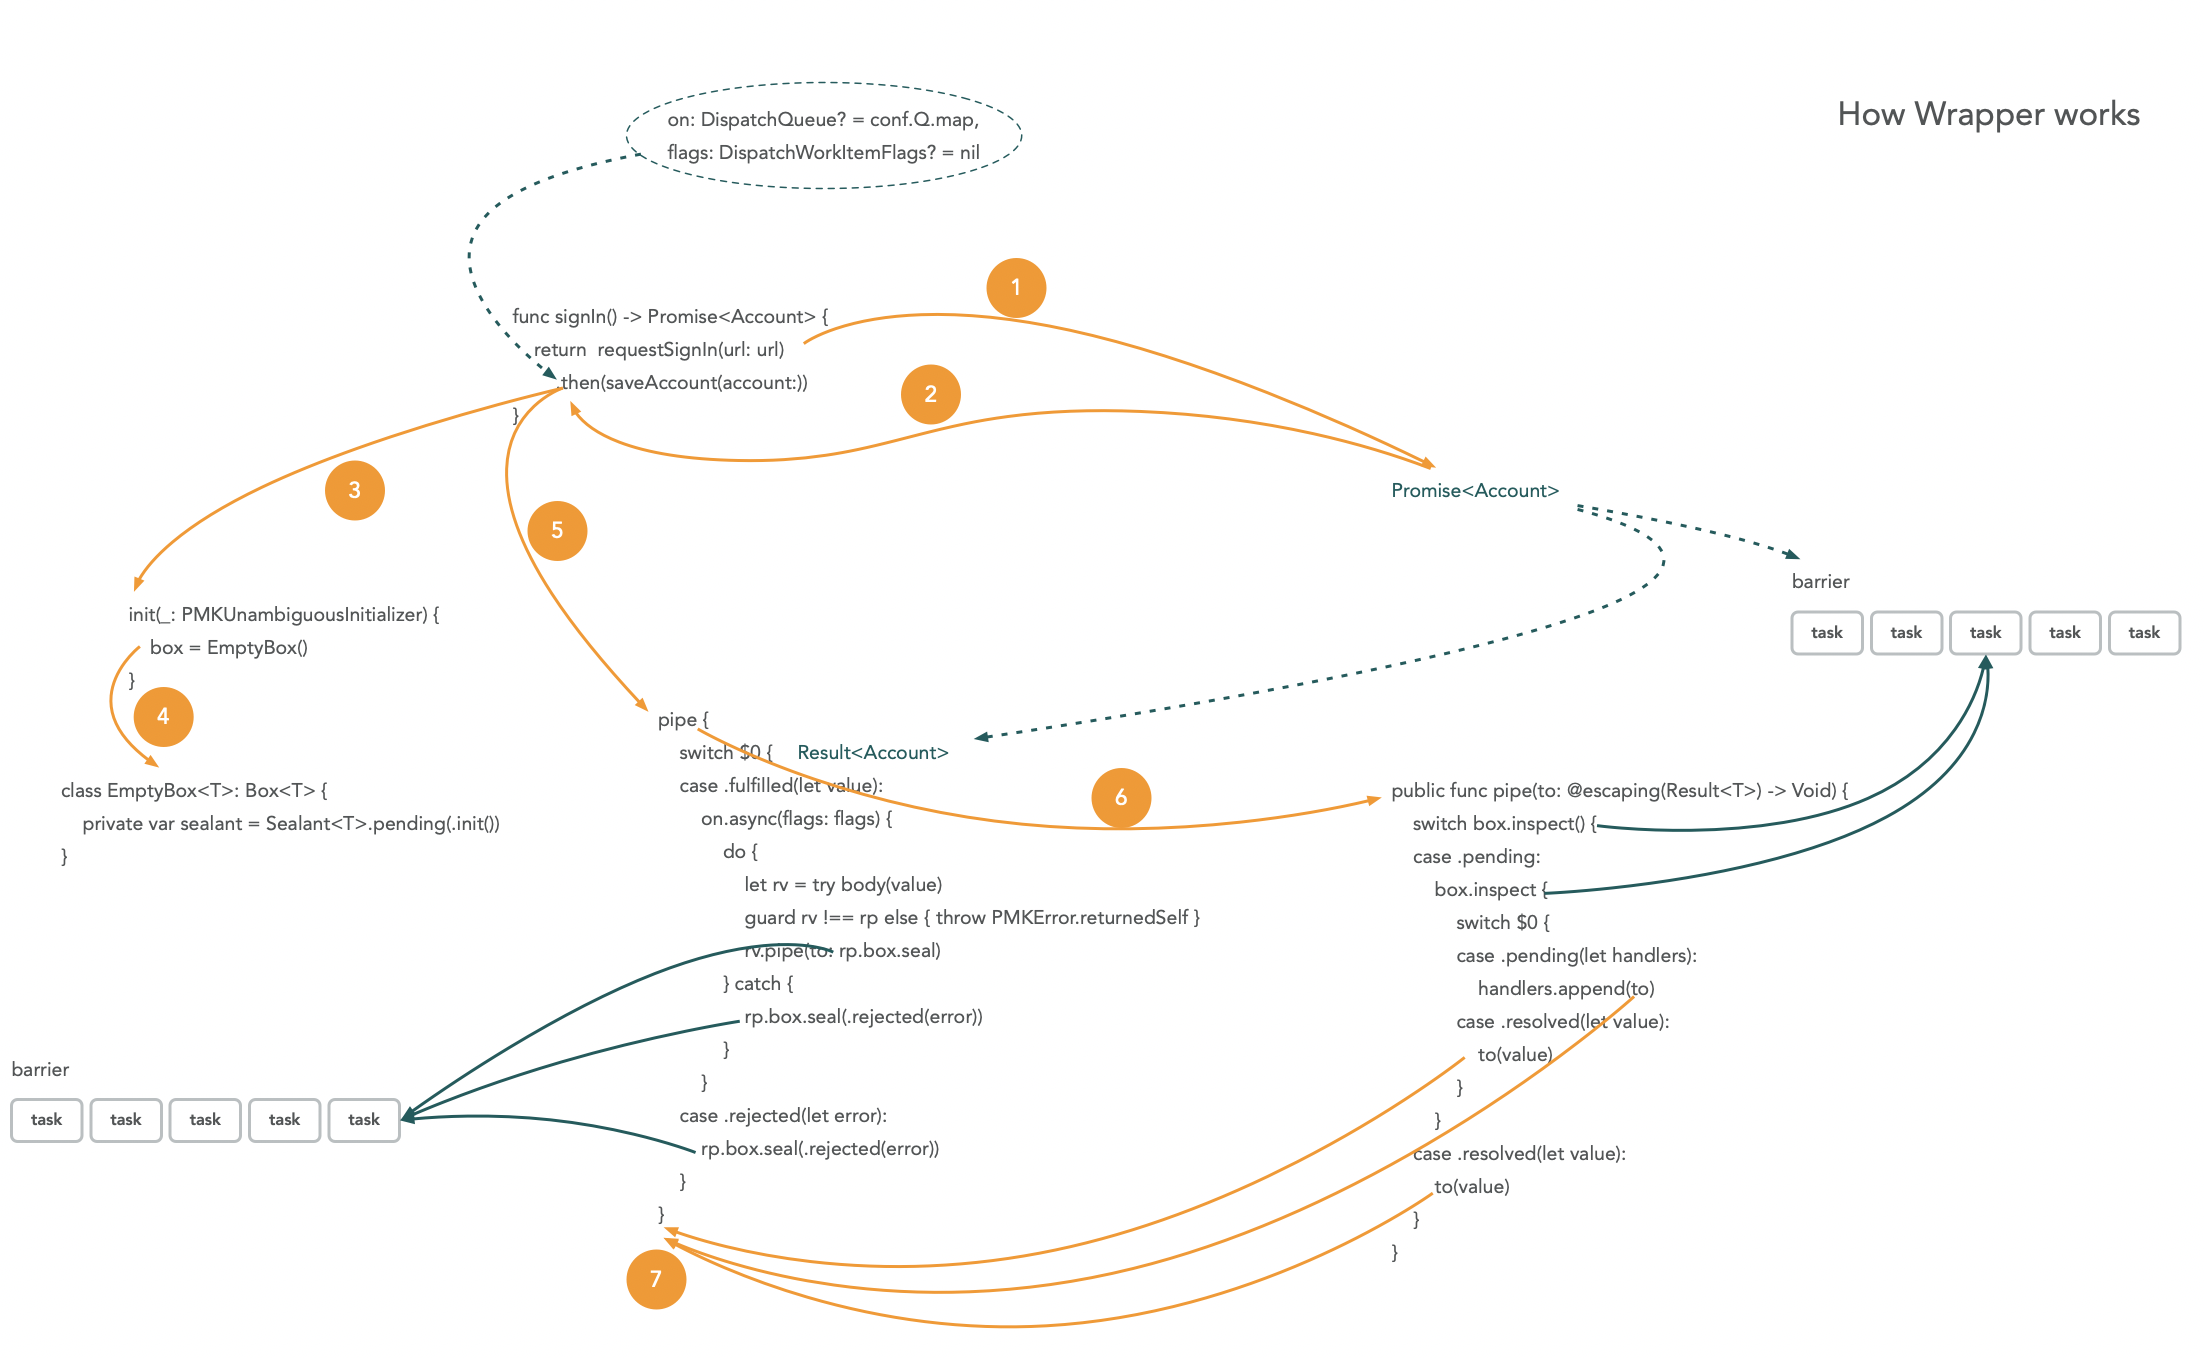 How Wrapper works
on: DispatchQueue? = conf.Q.map,
flags: DispatchWorkItemFlags? = nil
1
func signIn() -> Promise<Account> {
return  requestSignIn(url: url)
.then(saveAccount(account:))
}
2
3
5
Promise<Account>
barrier
task task task task task
init(_: PMKUnambiguousInitializer) {
box = EmptyBox()
}
4
class EmptyBox<T>: Box<T> {
private var sealant = Sealant<T>.pending(.init())
}
pipe {
switch $0 { Result<Account>
case .fulfilled(let value):
on.async(flags: flags) {
do {
let rv = try body(value)
guard rv !== rp else { throw PMKError.returnedSelf }
rv.pipe(to: rp.box.seal)
} catch {
rp.box.seal(.rejected(error))
}
}
case .rejected(let error):
rp.box.seal(.rejected(error))
}
}
6
public func pipe(to: @escaping(Result<T>) -> Void) {
switch box.inspect() {
case .pending:
box.inspect {
switch $0 {
case .pending(let handlers):
handlers.append(to)
case .resolved(let value):
to(value)
}
}
case .resolved(let value):
to(value)
}
}
barrier
task task task task task
7